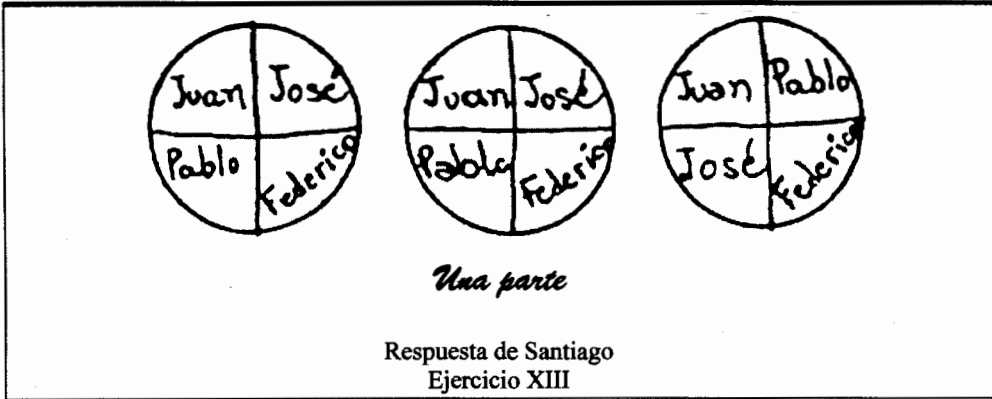 Juan José Juan José Juan Pablo
Pablo Federico Pablo Federico José Federico
Una parte
Respuesta de Santiago
Ejercicio XIII